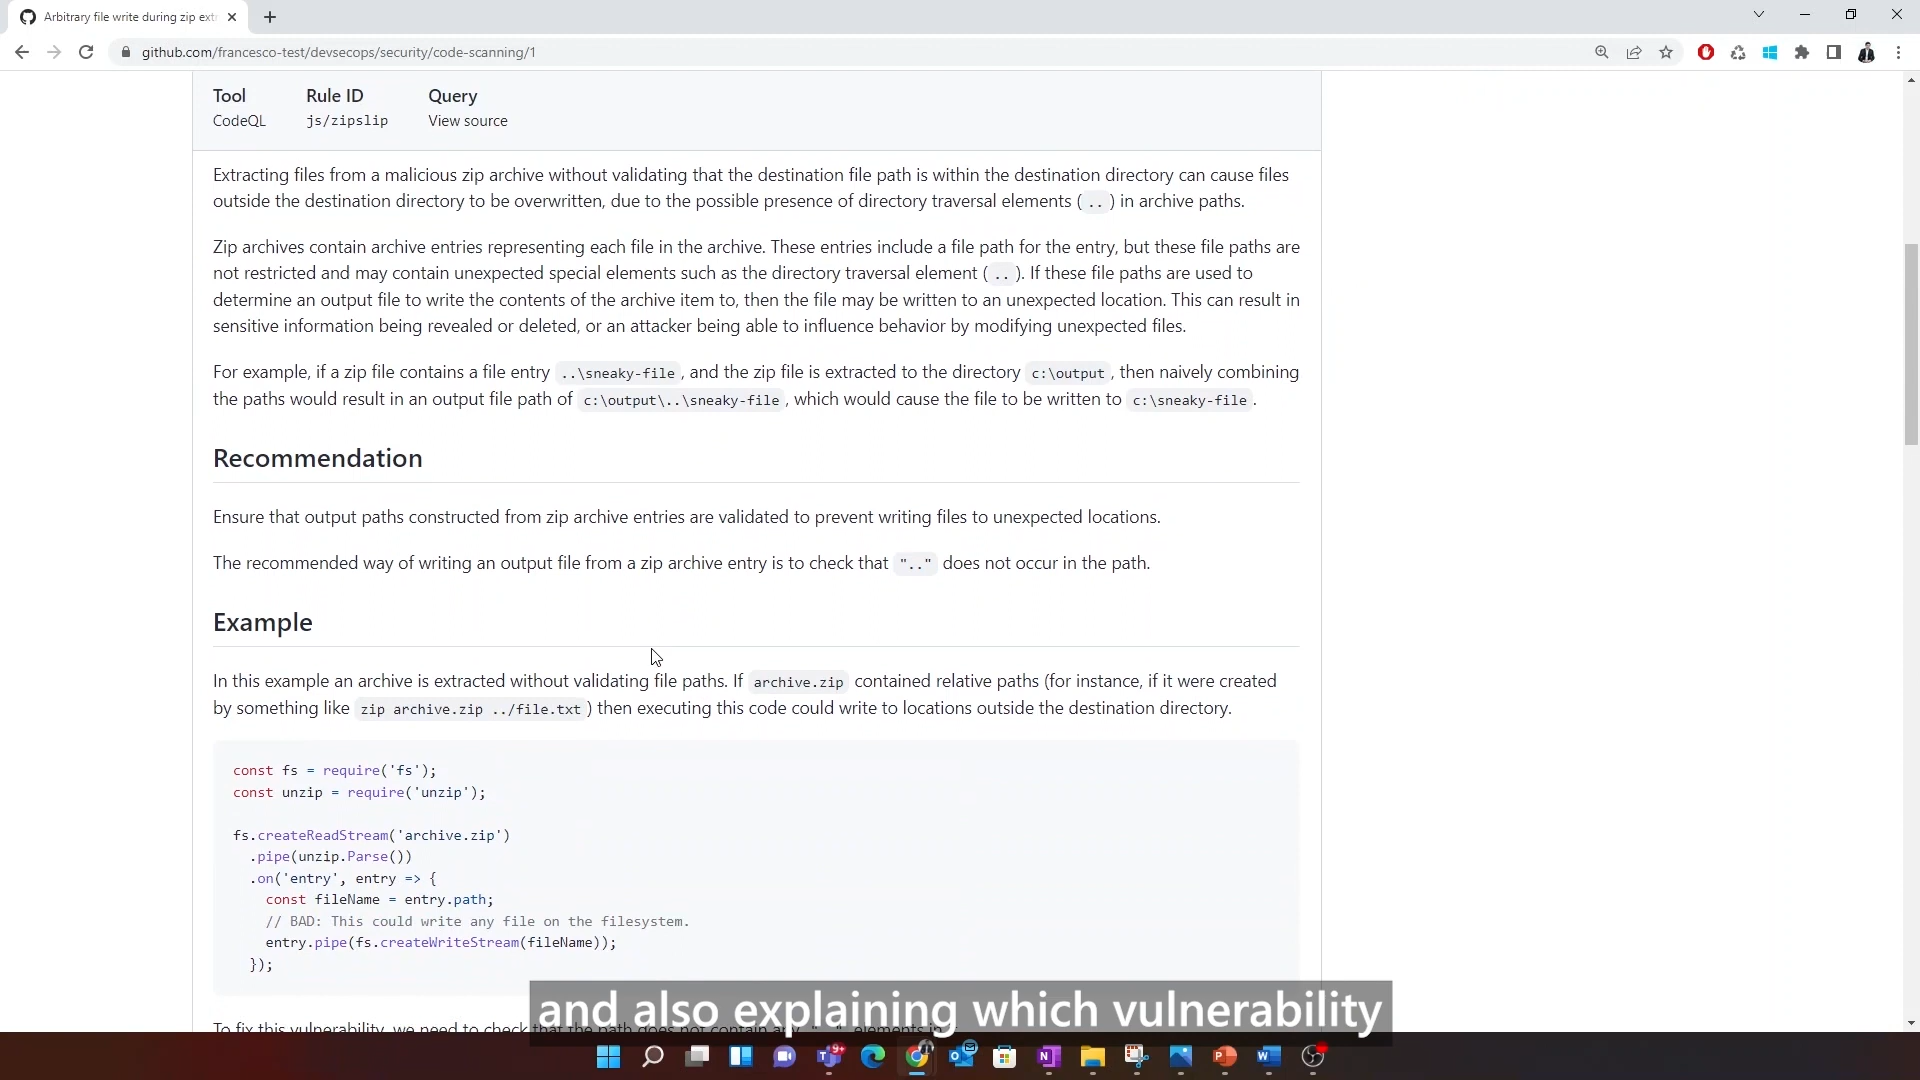 Arbitrary file write during zip extr
github.com/francesco-test/devsecops/security/code-scanning/1
Tool Rule ID Query
CodeQL js/zipslip View source
Extracting files from a malicious zip archive without validating that the destination file path is within the destination directory can cause files
outside the destination directory to be overwritten, due to the possible presence of directory traversal elements ( .. ) in archive paths.
Zip archives contain archive entries representing each file in the archive. These entries include a file path for the entry, but these file paths are
not restricted and may contain unexpected special elements such as the directory traversal element ( .. ). If these file paths are used to
determine an output file to write the contents of the archive item to, then the file may be written to an unexpected location. This can result in
sensitive information being revealed or deleted, or an attacker being able to influence behavior by modifying unexpected files.
For example, if a zip file contains a file entry ..\sneaky-file , and the zip file is extracted to the directory c:\output , then naively combining
the paths would result in an output file path of c:\output\..\sneaky-file , which would cause the file to be written to c:\sneaky-file .
Recommendation
Ensure that output paths constructed from zip archive entries are validated to prevent writing files to unexpected locations.
The recommended way of writing an output file from a zip archive entry is to check that ".." does not occur in the path.
Example
In this example an archive is extracted without validating file paths. If archive.zip contained relative paths (for instance, if it were created
by something like zip archive.zip ../file.txt ) then executing this code could write to locations outside the destination directory.
const fs = require('fs');
const unzip = require('unzip');
fs.createReadStream('archive.zip')
.pipe(unzip.Parse())
.on('entry', entry => {
const fileName = entry.path;
// BAD: This could write any file on the filesystem.
entry.pipe(fs.createWriteStream(fileName));
});
and also explaining which vulnerability
To fix this vulnerability, we need to check that the path does not contain any ".." elements in
9+